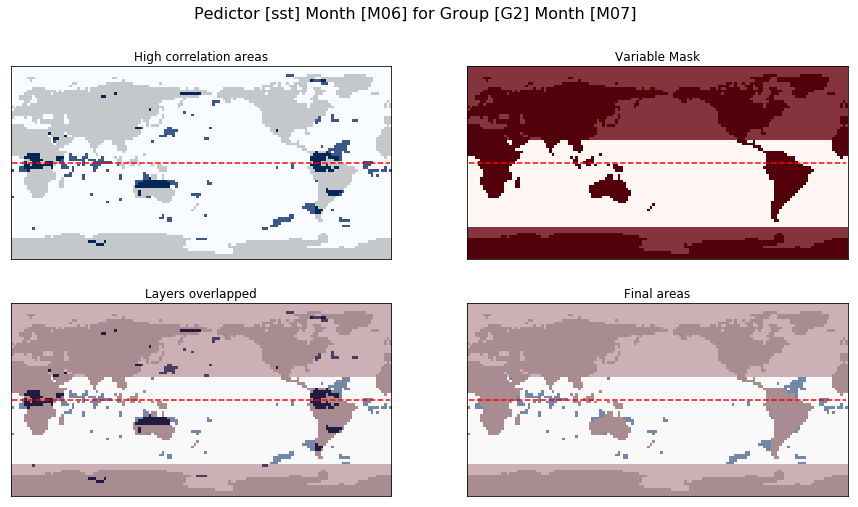 Pedictor [sst] Month [M06] for Group [G2] Month [M07]
High correlation areas
Variable Mask
Layers overlapped
Final areas